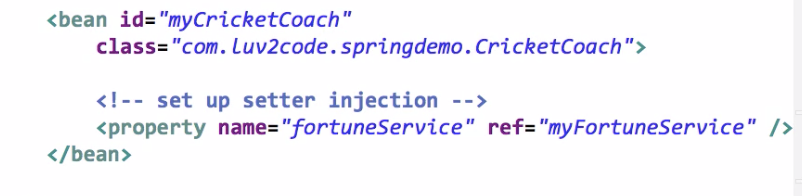 <bean id="myCricketCoach"
class="com.luv2code.springdemo.CricketCoach">
<!-- set up setter injection -->
<property name="fortuneService" ref="myFortuneService" />
</bean>